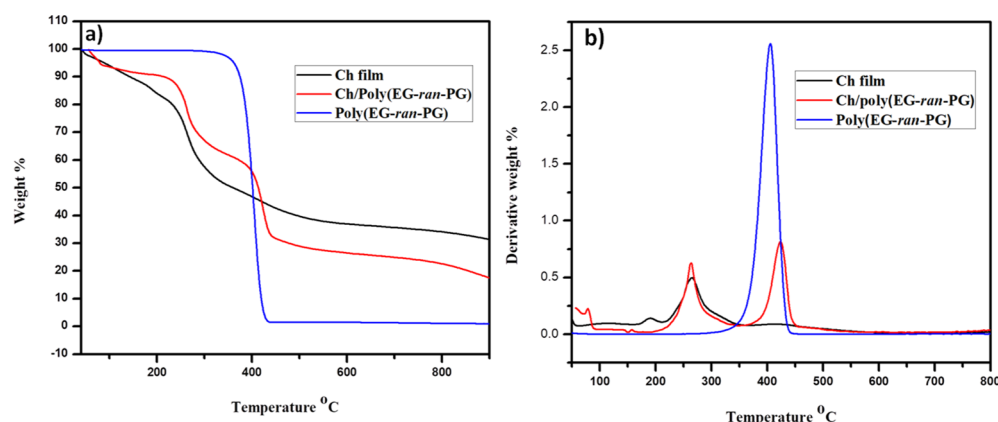 a)
110
100
90
80
70
60
50
40
30
20
10
0
-10
Weight %
Ch film
Ch/Poly(EG-ran-PG)
Poly(EG-ran-PG)
200
400
600
800
Temperature ⁰C
b)
2.5
2.0
1.5
1.0
0.5
0.0
Derivative weight %
Ch film
Ch/poly(EG-ran-PG)
Poly(EG-ran-PG)
100
200
300
400
500
600
700
800
Temperature ⁰C